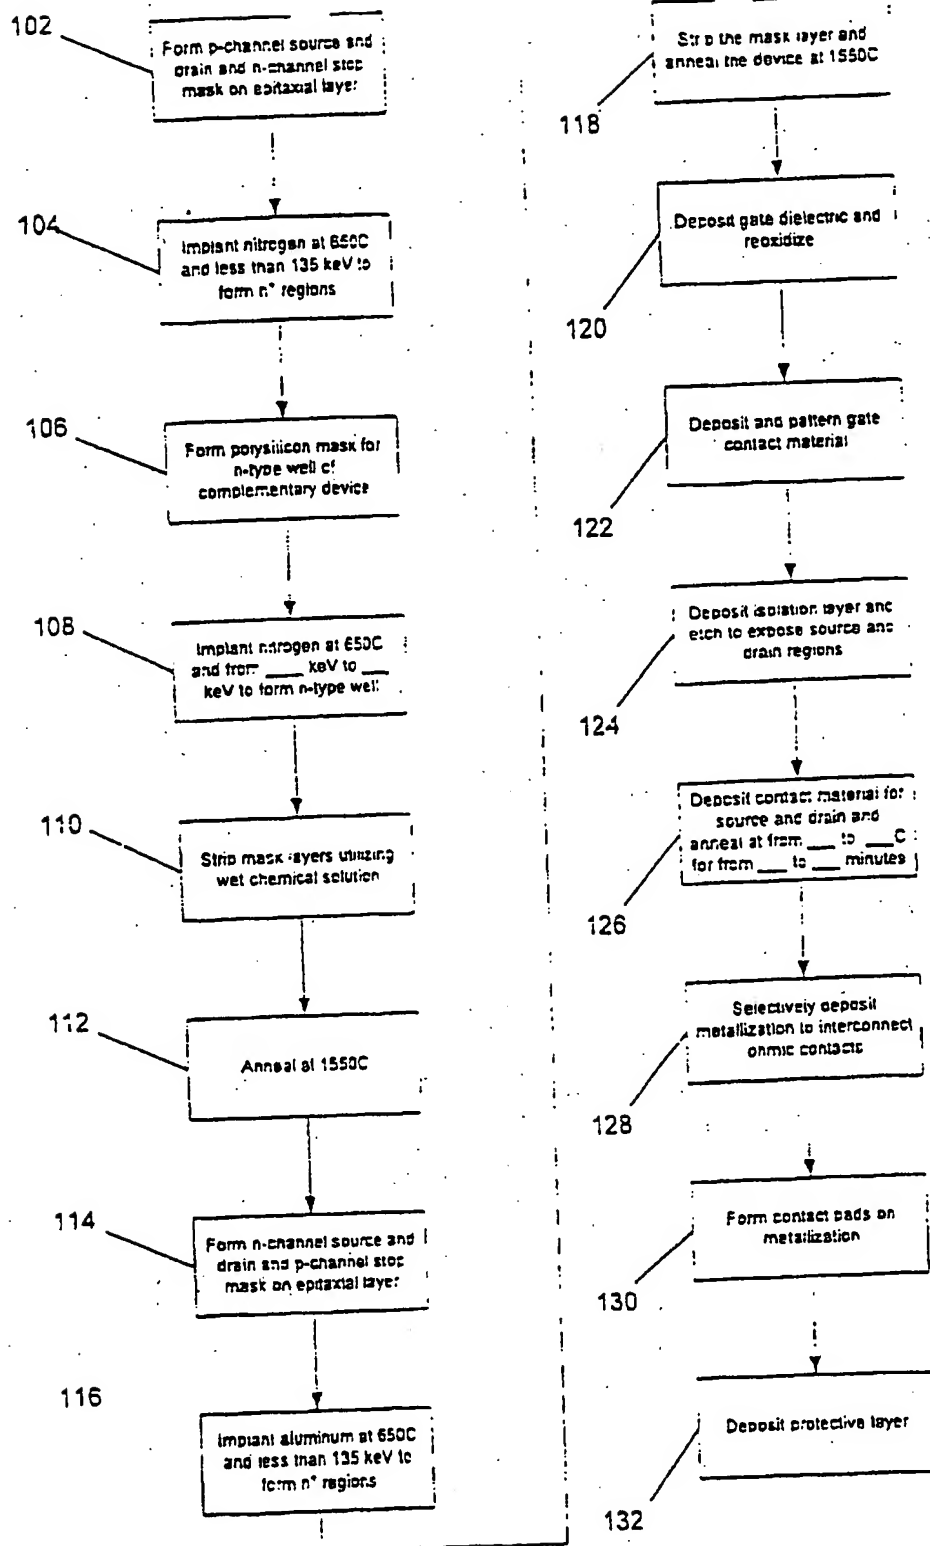 102
Form p-channel source and
drain and n-channel stop
mask on epitaxial layer
104
Implant nitrogen at 650C
and less than 135 keV to
form n⁺ regions
106
Form polysilicon mask for
n-type well of
complementary device
108
Implant nitrogen at 650C
and from ___ keV to ___
keV to form n-type well
110
Strip mask layers utilizing
wet chemical solution
112
Anneal at 1550C
114
Form n-channel source and
drain and p-channel stop
mask on epitaxial layer
116
Implant aluminum at 650C
and less than 135 keV to
form n⁺ regions
Strip the mask layer and
anneal the device at 1550C
118
Deposit gate dielectric and
reoxidize
120
Deposit and pattern gate
contact material
122
Deposit isolation layer and
etch to expose source and
drain regions
124
Deposit contact material for
source and drain and
anneal at from ___ to ___C
for from ___ to ___ minutes
126
Selectively deposit
metallization to interconnect
ohmic contacts
128
Form contact pads on
metallization
130
Deposit protective layer
132